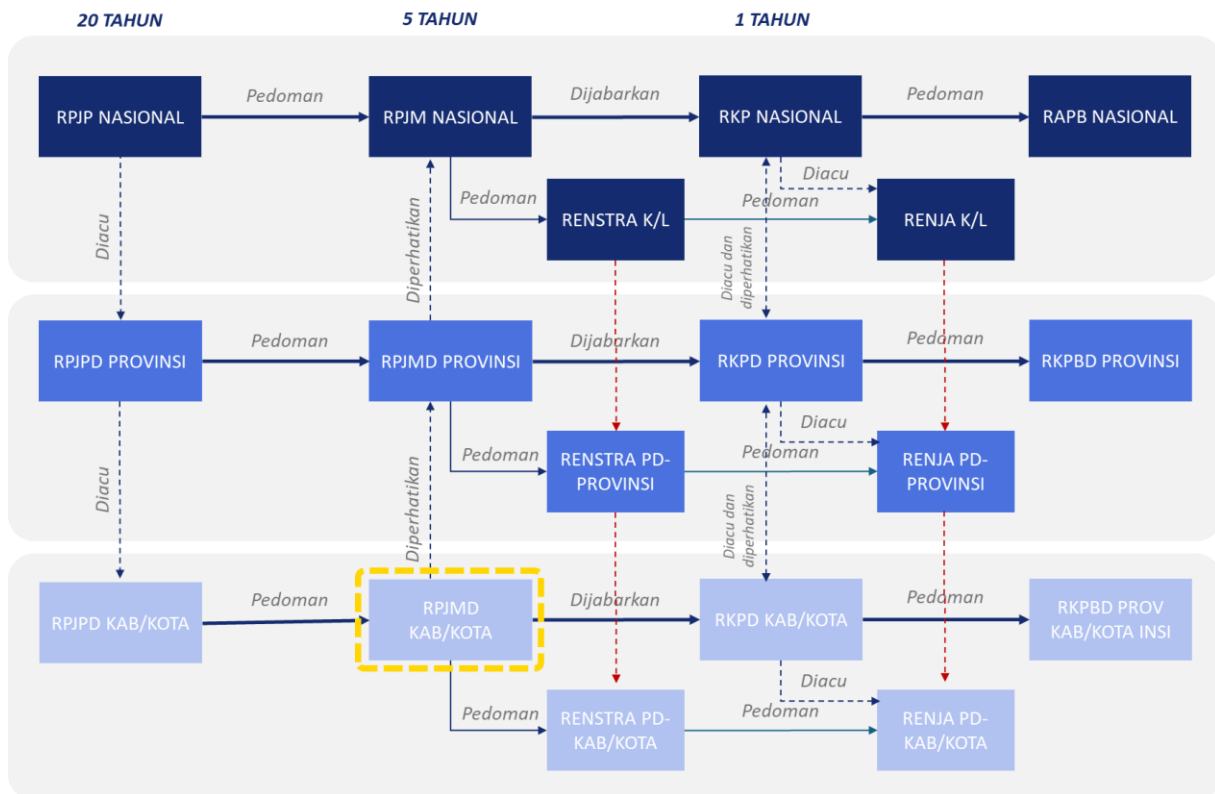 20 TAHUN
5 TAHUN
1 TAHUN
RPJP NASIONAL
Pedoman
RPJM NASIONAL
Dijabarkan
RKP NASIONAL
Pedoman
RAPB NASIONAL
Diacu
Diperhatikan
Pedoman
RENSTRA K/L
Pedoman
Diacu
RENJA K/L
Diacu dan
diperhatikan
RPJPD PROVINSI
Pedoman
RPJMD PROVINSI
Dijabarkan
RKPD PROVINSI
Pedoman
RKPBD PROVINSI
Diacu
Diperhatikan
Pedoman
RENSTRA PD-
PROVINSI
Pedoman
Diacu
RENJA PD-
PROVINSI
Diacu dan
diperhatikan
RPJPD KAB/KOTA
Pedoman
RPJMD
KAB/KOTA
Dijabarkan
RKPD KAB/KOTA
Pedoman
RKPBD PROV
KAB/KOTA INSI
Pedoman
RENSTRA PD-
KAB/KOTA
Pedoman
Diacu
RENJA PD-
KAB/KOTA